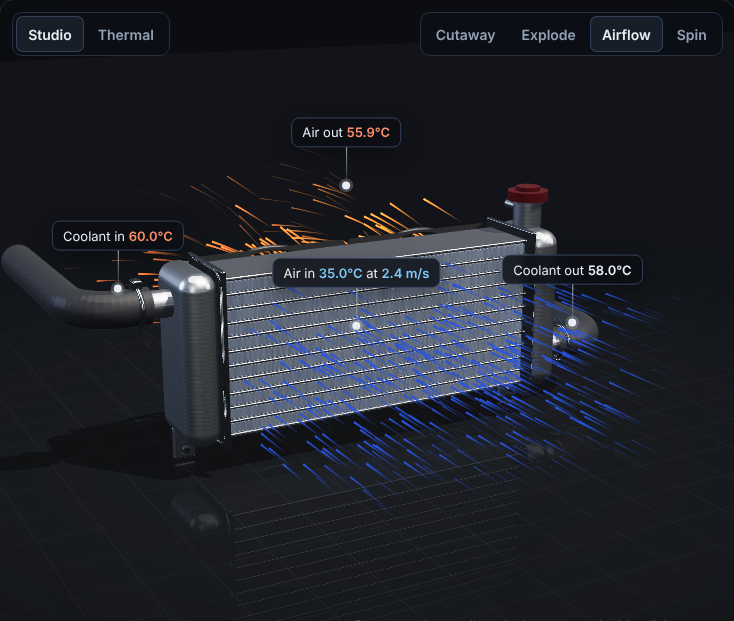 Studio
Thermal
Cutaway
Explode
Airflow
Spin
Air out 55.9°C
Coolant in 60.0°C
Air in 35.0°C at 2.4 m/s
Coolant out 58.0°C